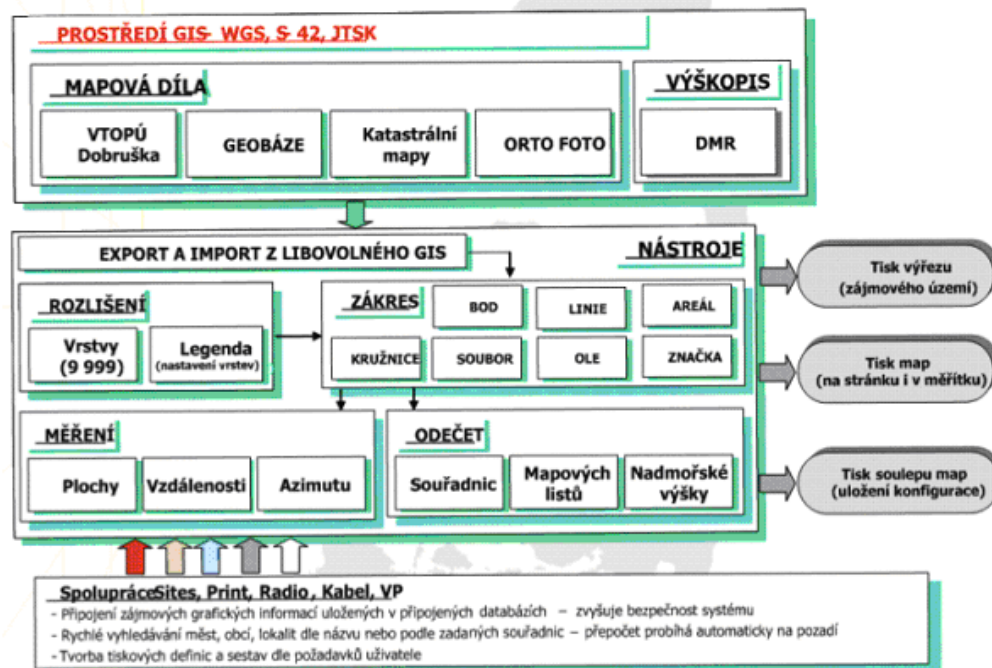 PROSTŘEDÍ GIS- WGS, S- 42, JTSK
MAPOVÁ DÍLA
VÝŠKOPIS
VTOPÚ
Dobruška
GEOBÁZE
Katastrální
mapy
ORTO FOTO
DMR
EXPORT A IMPORT Z LIBOVOLNÉHO GIS
NÁSTROJE
ROZLIŠENÍ
Vrstvy
(9 999)
Legenda
(nastavení vrstev)
ZÁKRES
BOD
LINIE
AREÁL
KRUŽNICE
SOUBOR
OLE
ZNAČKA
MĚŘENÍ
Plochy
Vzdálenosti
Azimutu
ODEČET
Souřadnic
Mapových
listů
Nadmořské
výšky
Tisk výřezu
(zájmového území)
Tisk map
(na stránku i v měřítku)
Tisk soulepu map
(uložení konfigurace)
SpolupráceSites, Print, Radio, Kabel, VP
- Připojení zájmových grafických informací uložených v připojených databázích – zvyšuje bezpečnost systému
- Rychlé vyhledávání měst, obcí, lokalit dle názvu nebo podle zadaných souřadnic – přepočet probíhá automaticky na pozadí
- Tvorba tiskových definic a sestav dle požadavků uživatele